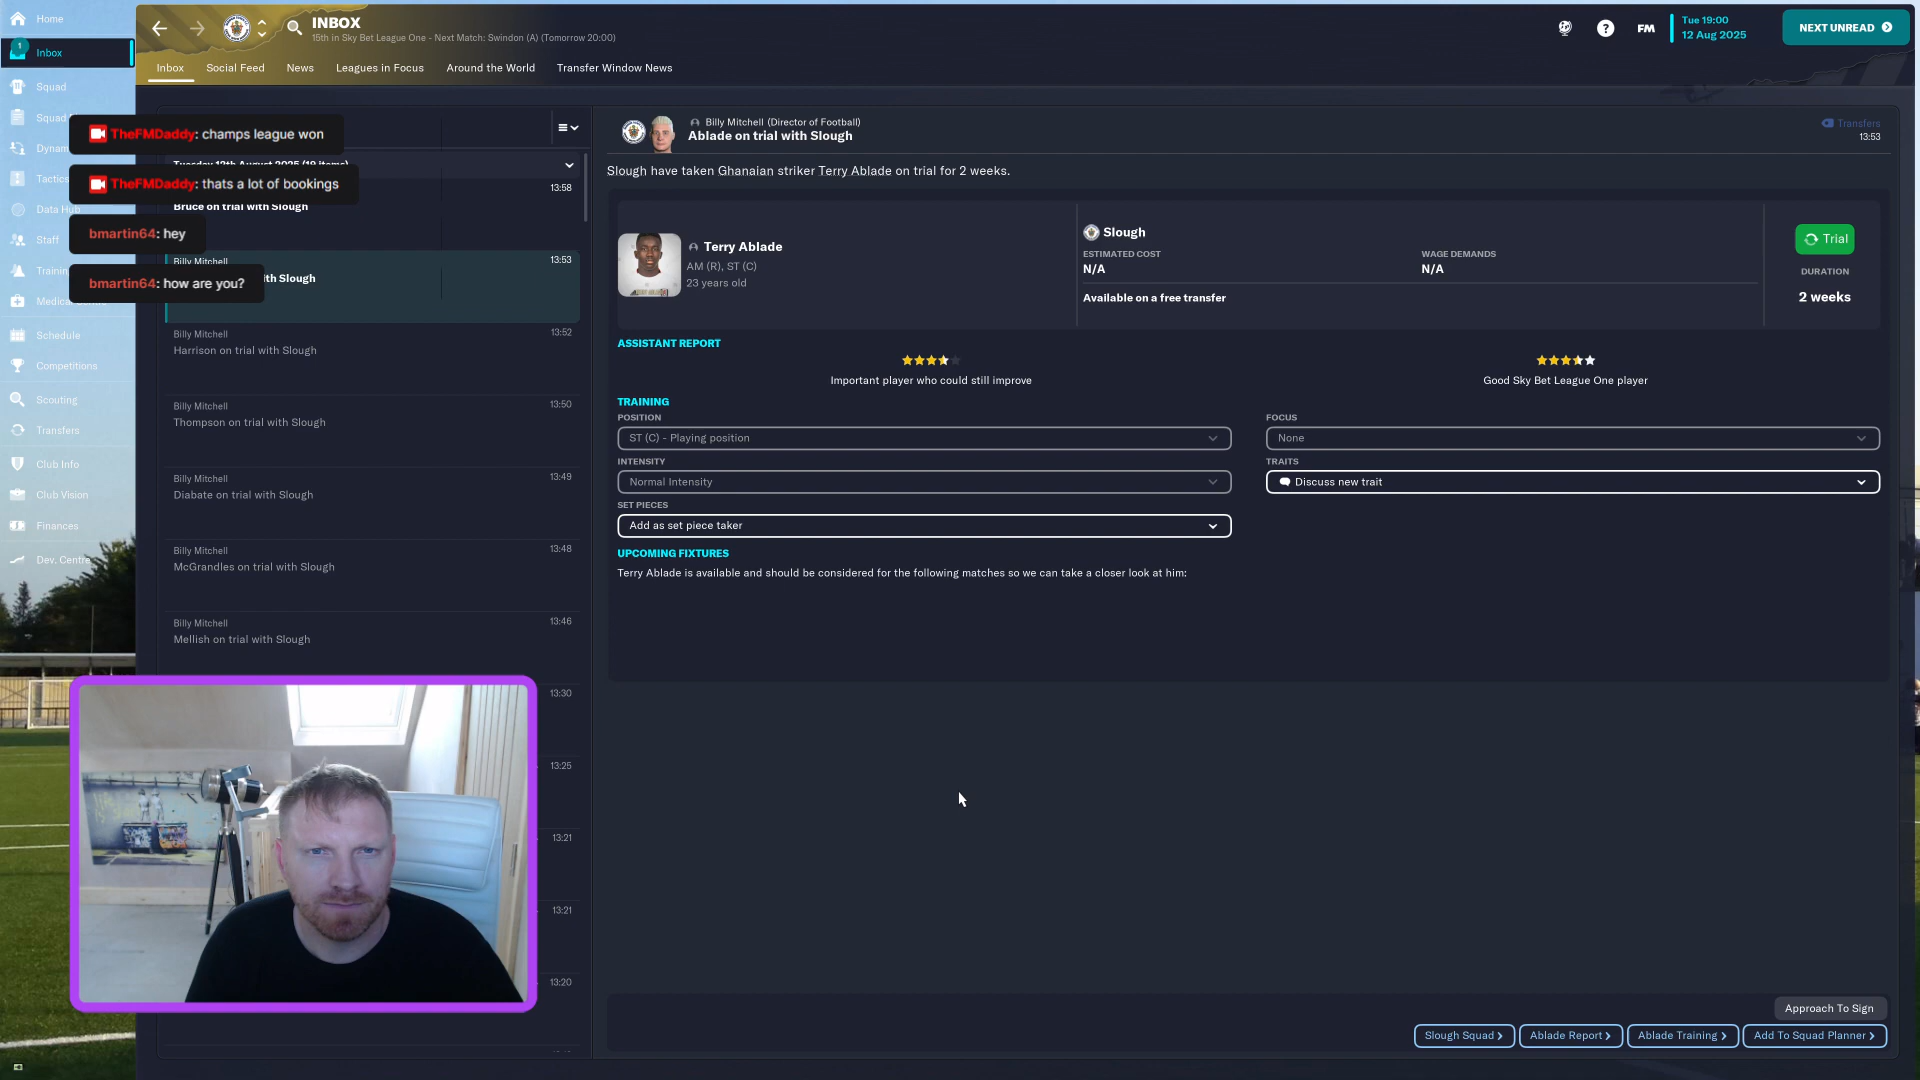 Home
INBOX
15th in Sky Bet League One - Next Match: Swindon (A) (Tomorrow 20:00)
FM
Tue 19:00
12 Aug 2025
NEXT UNREAD
1
Inbox
Inbox
Social Feed
News
Leagues in Focus
Around the World
Transfer Window News
Squad
Squad
Tactics
Data Hub
Staff
Schedule
Competitions
Scouting
Transfers
Club Info
Club Vision
Finances
Dev. Centre
TheFMDaddy: champs league won
TheFMDaddy: thats a lot of bookings
bmartin64: hey
bmartin64: how are you?
Tuesday 12th August 2025 (19 items)
13:58
Bruce on trial with Slough
Billy Mitchell
13:53
with Slough
Billy Mitchell
13:52
Harrison on trial with Slough
Billy Mitchell
13:50
Thompson on trial with Slough
Billy Mitchell
13:49
Diabate on trial with Slough
Billy Mitchell
13:48
McGrandles on trial with Slough
Billy Mitchell
13:46
Mellish on trial with Slough
13:30
13:25
13:21
13:21
13:20
Billy Mitchell (Director of Football)
Ablade on trial with Slough
Transfers
13:53
Slough have taken Ghanaian striker Terry Ablade on trial for 2 weeks.
Terry Ablade
AM (R), ST (C)
23 years old
Slough
ESTIMATED COST
N/A
WAGE DEMANDS
N/A
Available on a free transfer
Trial
DURATION
2 weeks
ASSISTANT REPORT
Important player who could still improve
Good Sky Bet League One player
TRAINING
POSITION
ST (C) - Playing position
FOCUS
None
INTENSITY
Normal Intensity
TRAITS
Discuss new trait
SET PIECES
Add as set piece taker
UPCOMING FIXTURES
Terry Ablade is available and should be considered for the following matches so we can take a closer look at him:
Approach To Sign
Slough Squad
Ablade Report
Ablade Training
Add To Squad Planner